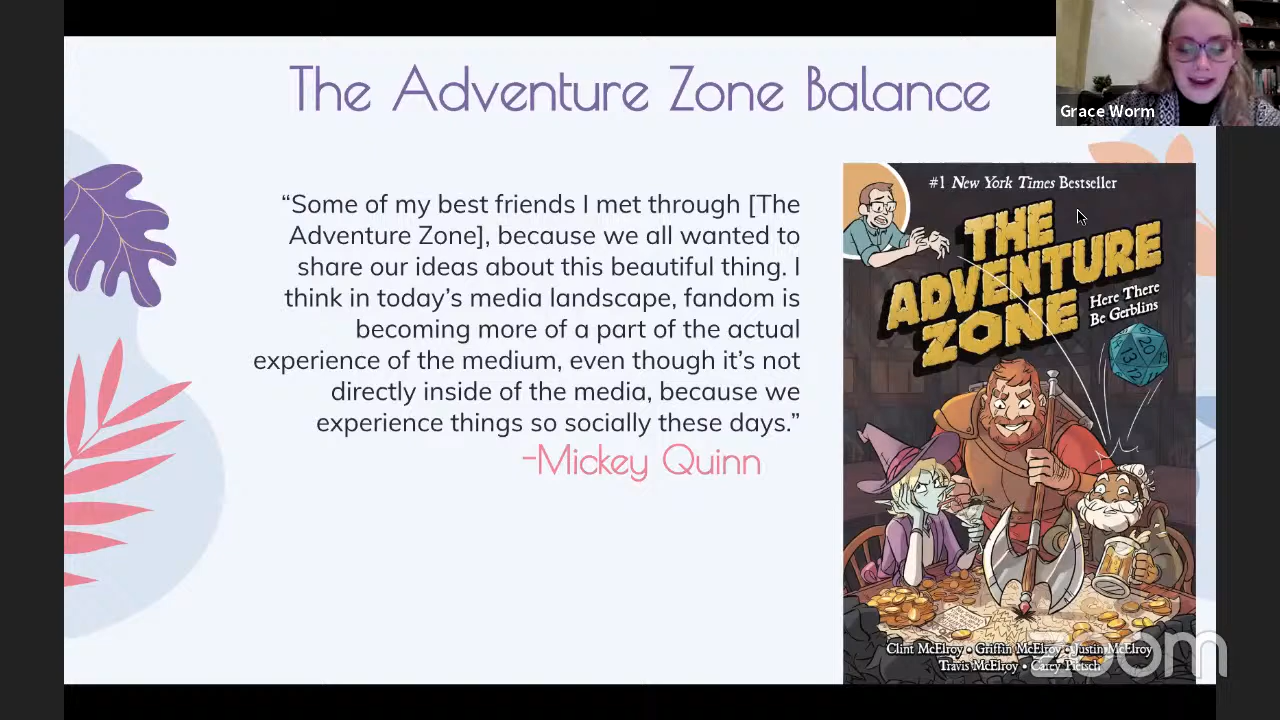 The Adventure Zone Balance
Grace Worm
“Some of my best friends I met through [The
Adventure Zone], because we all wanted to
share our ideas about this beautiful thing. I
think in today’s media landscape, fandom is
becoming more of a part of the actual
experience of the medium, even though it’s not
directly inside of the media, because we
experience things so socially these days.”
-Mickey Quinn
#1 New York Times Bestseller
THE
ADVENTURE
ZONE
Here There
Be Gerblins
20
13
19
Clint McElroy • Griffin McElroy • Justin McElroy
Travis McElroy • Carey Pietsch
zoom